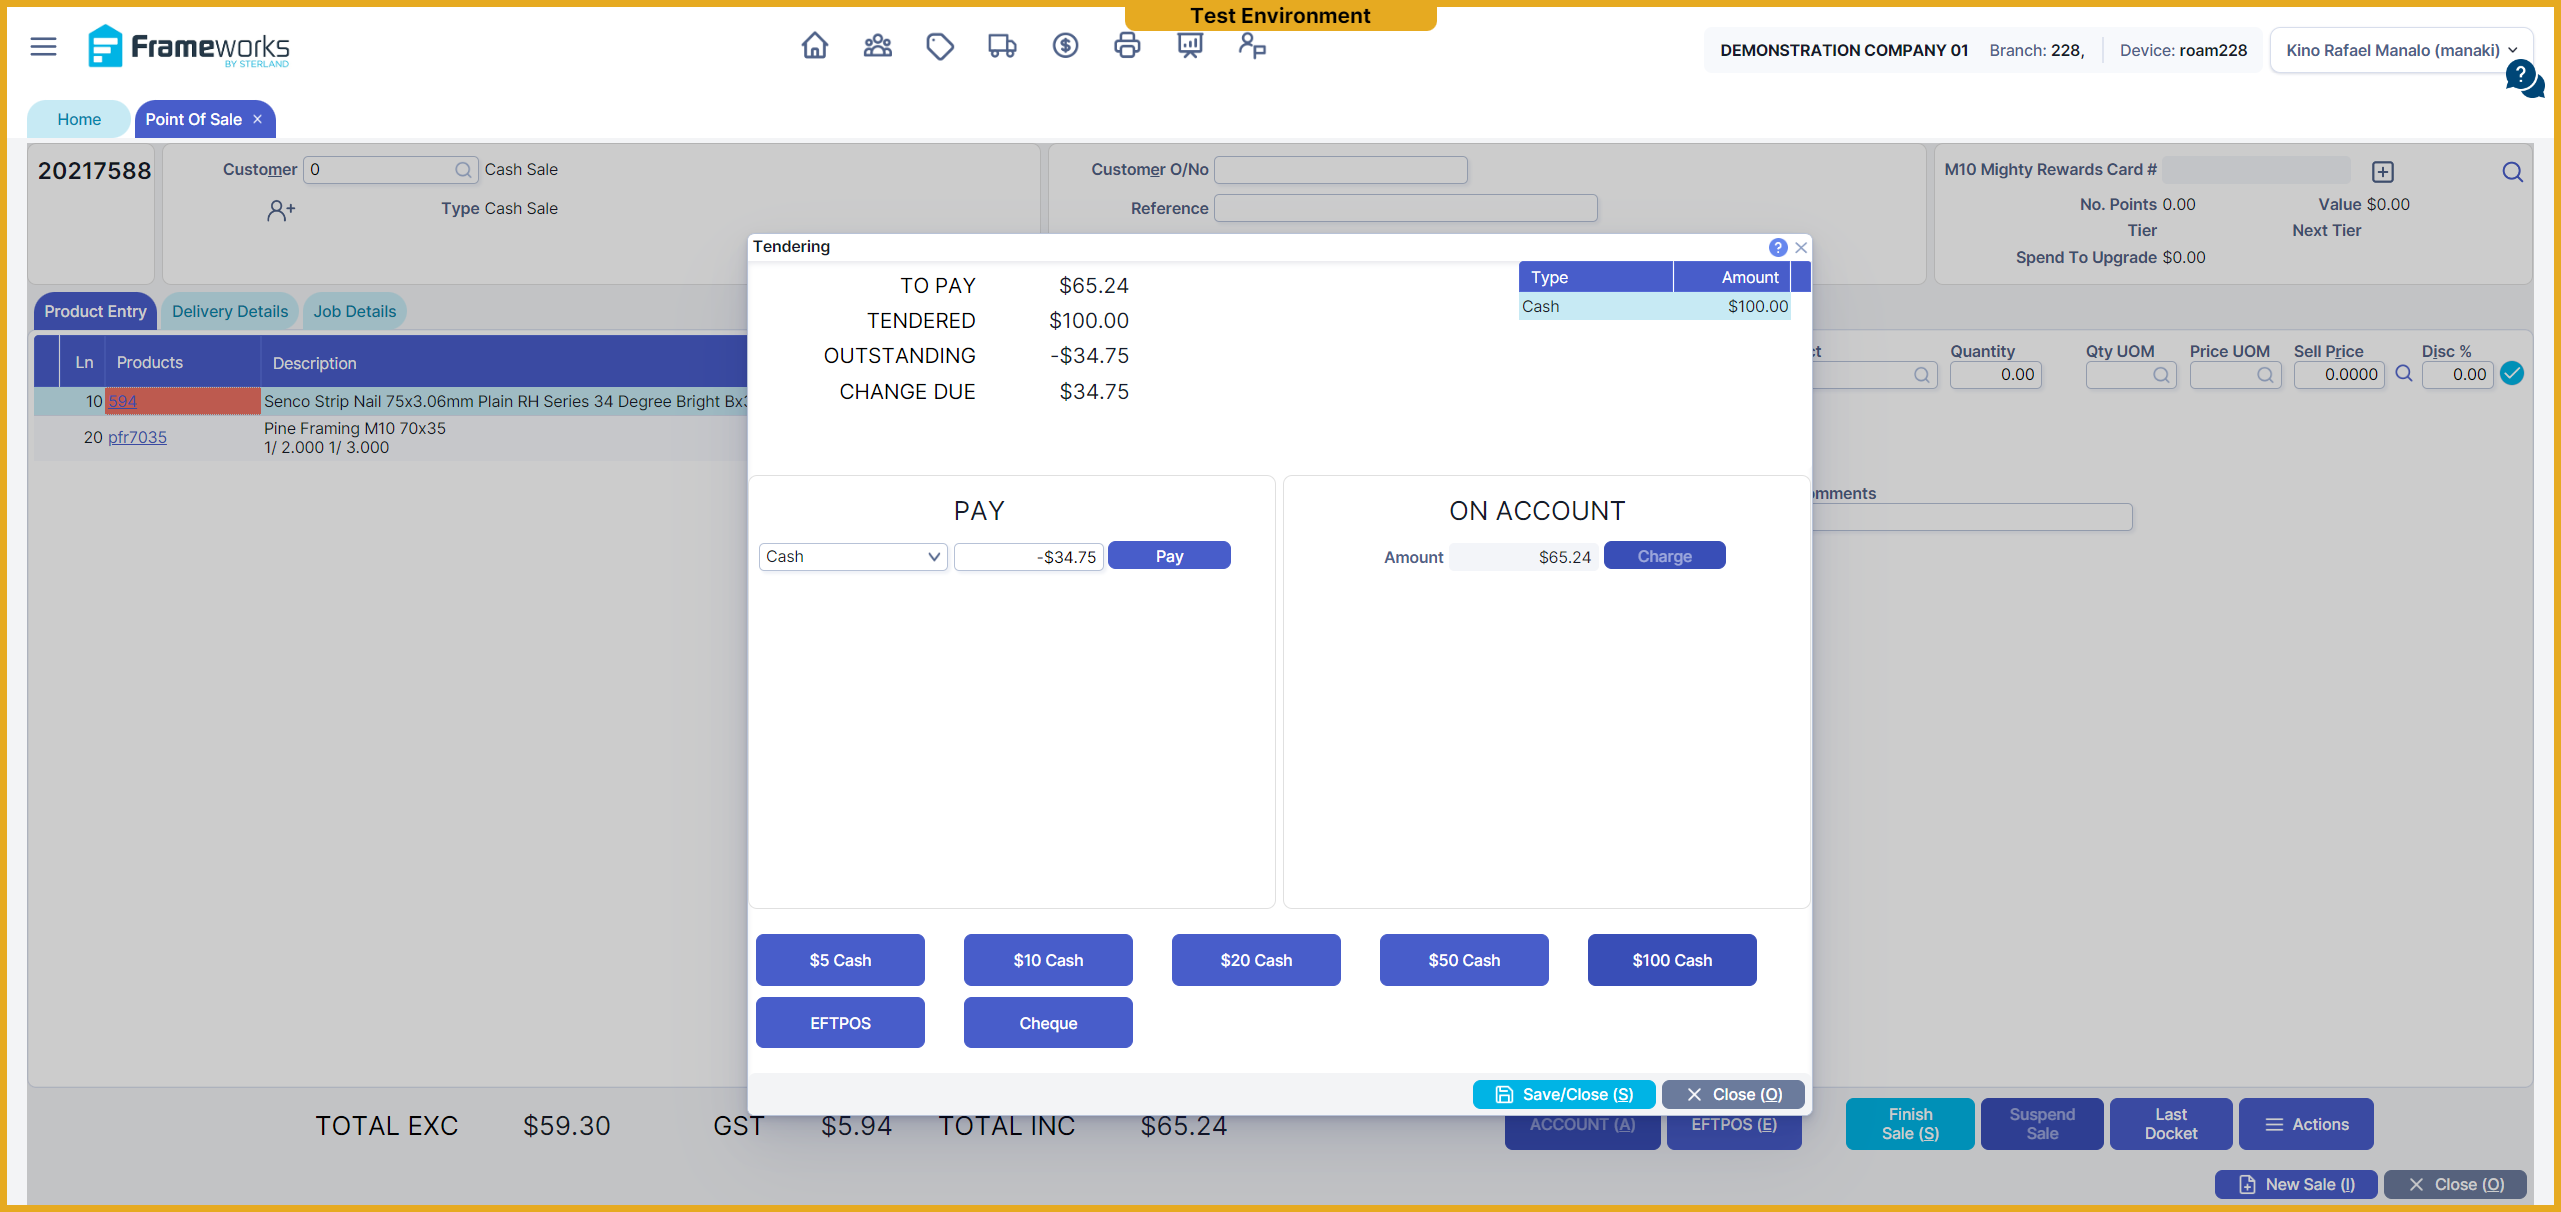 Test Environment
Frameworks
BY STERLAND
DEMONSTRATION COMPANY 01 Branch: 228, Device: roam228 Kino Rafael Manalo (manaki)
?
Home Point Of Sale ×
20217588
Customer 0 Cash Sale
Type Cash Sale
Customer O/No
Reference
M10 Mighty Rewards Card #
No. Points 0.00 Value $0.00
Tier Next Tier
Spend To Upgrade $0.00
Product Entry Delivery Details Job Details
Ln Products Description
10 594 Senco Strip Nail 75x3.06mm Plain RH Series 34 Degree Bright Bx3
20 pfr7035 Pine Framing M10 70x35
1/ 2.000 1/ 3.000
ct Quantity Qty UOM Price UOM Sell Price Disc %
0.00 0.0000 0.00
omments
Tendering ?
TO PAY $65.24
TENDERED $100.00
OUTSTANDING -$34.75
CHANGE DUE $34.75
Type Amount
Cash $100.00
PAY
Cash -$34.75 Pay
ON ACCOUNT
Amount $65.24 Charge
$5 Cash $10 Cash $20 Cash $50 Cash $100 Cash
EFTPOS Cheque
Save/Close (S) Close (O)
TOTAL EXC $59.30 GST $5.94 TOTAL INC $65.24
ACCOUNT (A) EFTPOS (E) Finish Sale (S) Suspend Sale Last Docket Actions
New Sale (I) Close (O)